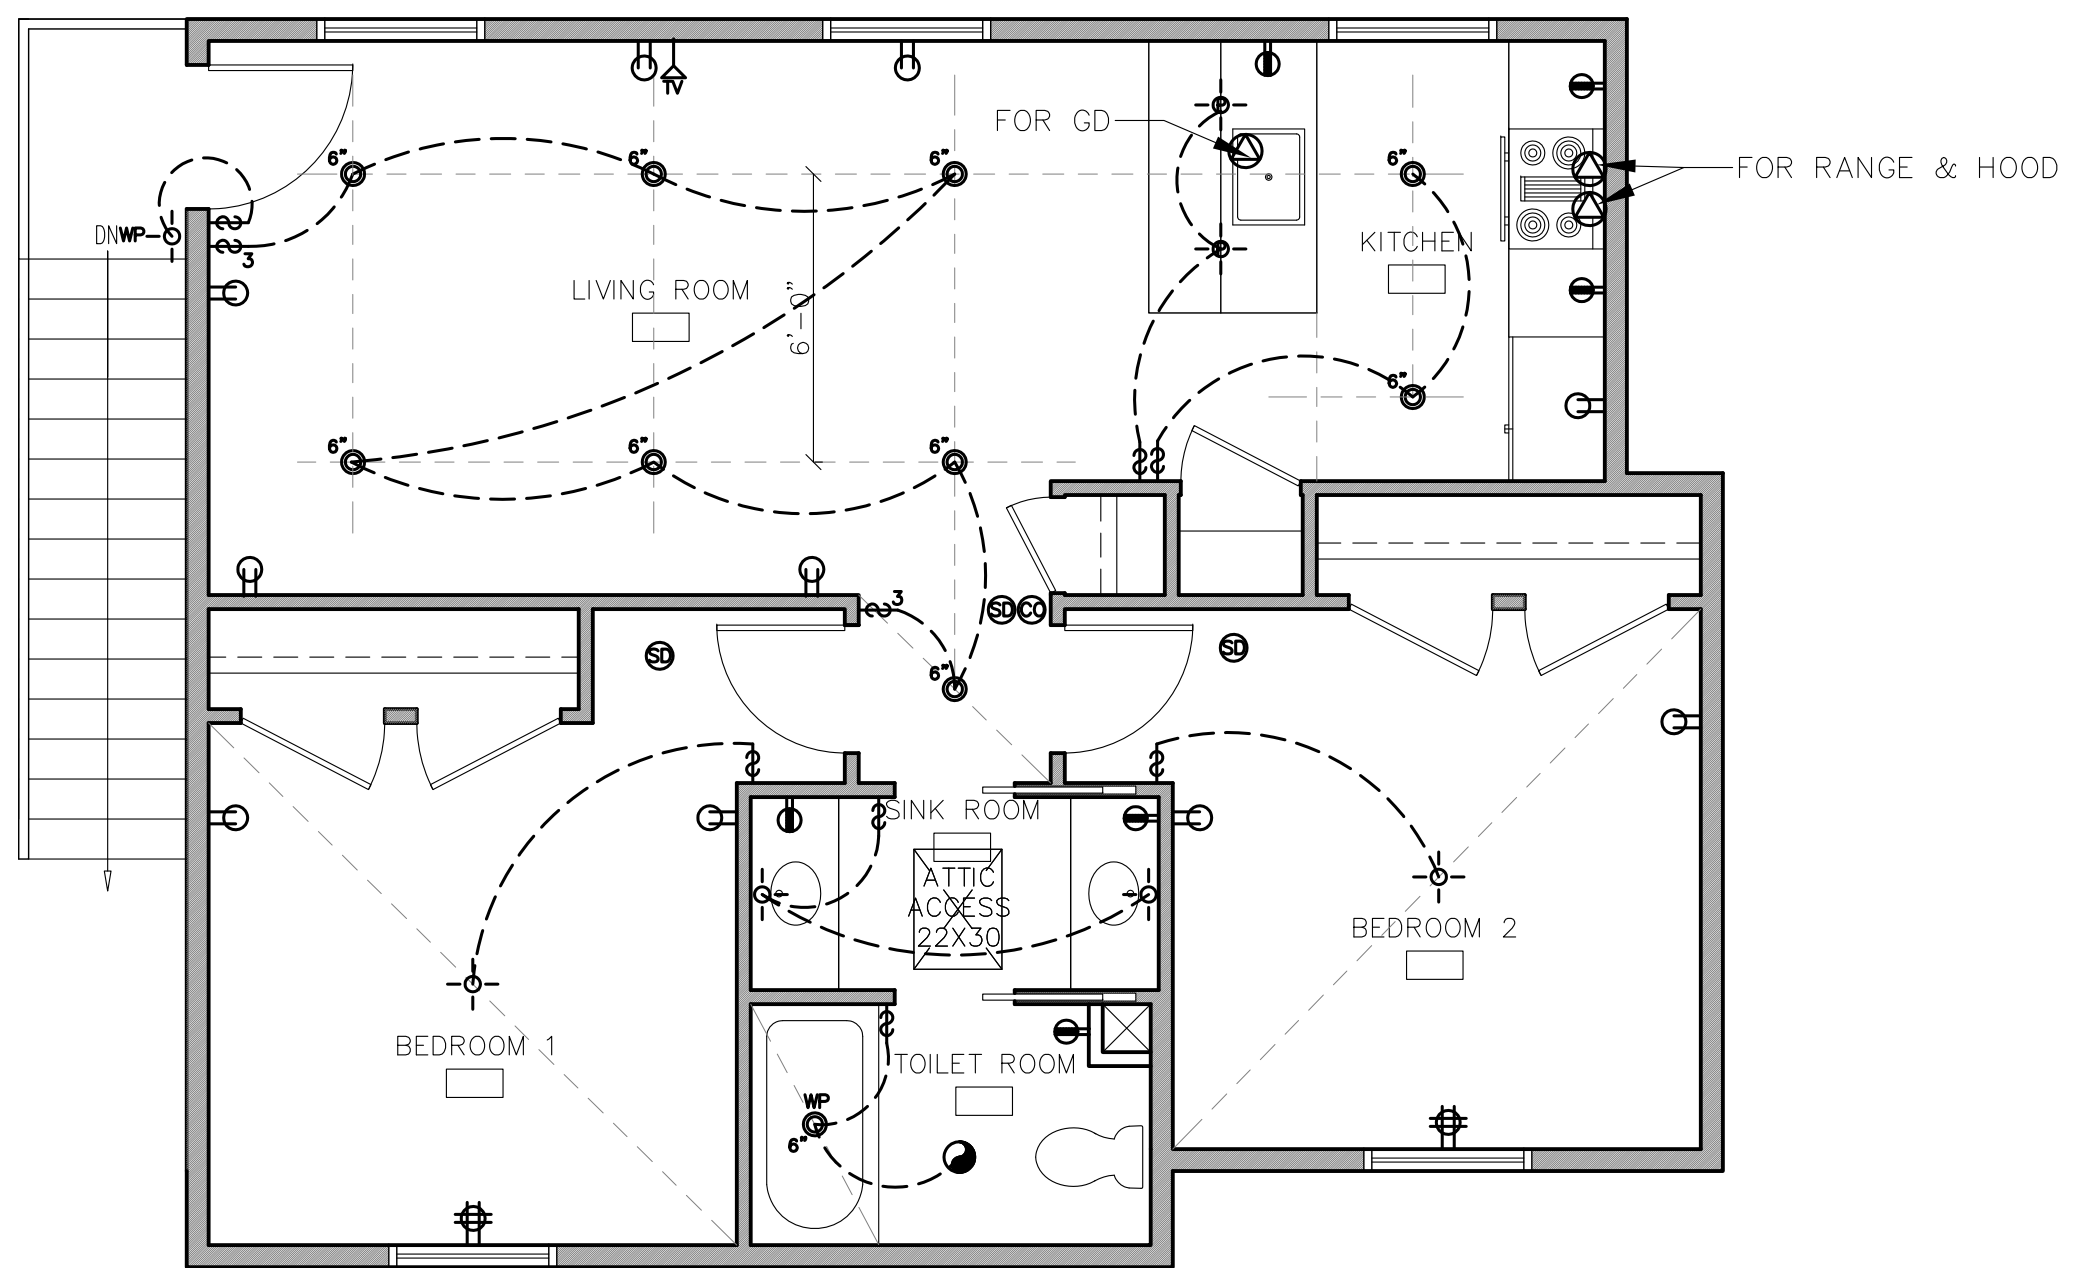 TV
FOR GD
6"
6"
6"
6"
FOR RANGE & HOOD
DN
WP
3
KITCHEN
LIVING ROOM
6'-0"
6"
6"
6"
6"
3
SD
CO
SD
SD
6"
SINK ROOM
ATTIC
ACCESS
22X30
BEDROOM 2
BEDROOM 1
TOILET ROOM
WP
6"